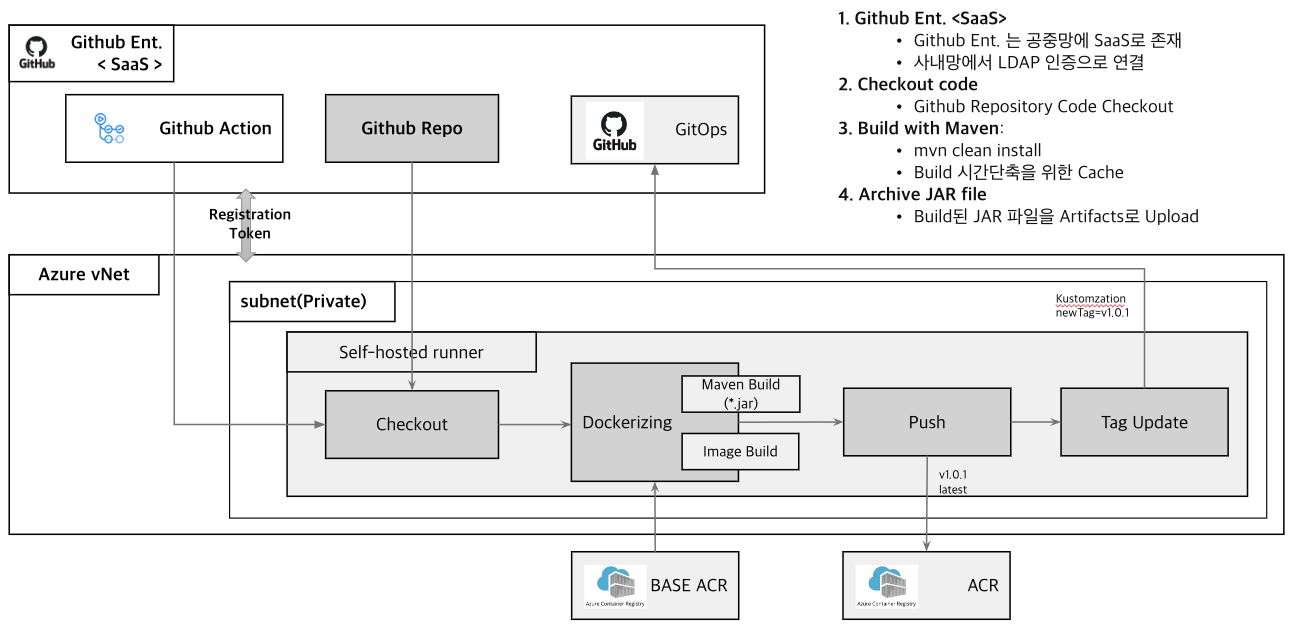 GitHub
Github Ent.
< SaaS >
Github Action
Github Repo
GitHub
GitOps
1. Github Ent. <SaaS>
• Github Ent. 는 공중망에 SaaS로 존재
• 사내망에서 LDAP 인증으로 연결
2. Checkout code
• Github Repository Code Checkout
3. Build with Maven:
• mvn clean install
• Build 시간단축을 위한 Cache
4. Archive JAR file
• Build된 JAR 파일을 Artifacts로 Upload
Registration
Token
Azure vNet
subnet(Private)
Kustomzation
newTag=v1.0.1
Self-hosted runner
Checkout
Dockerizing
Maven Build
(*.jar)
Image Build
Push
Tag Update
v1.0.1
latest
Azure Container Registry
BASE ACR
Azure Container Registry
ACR